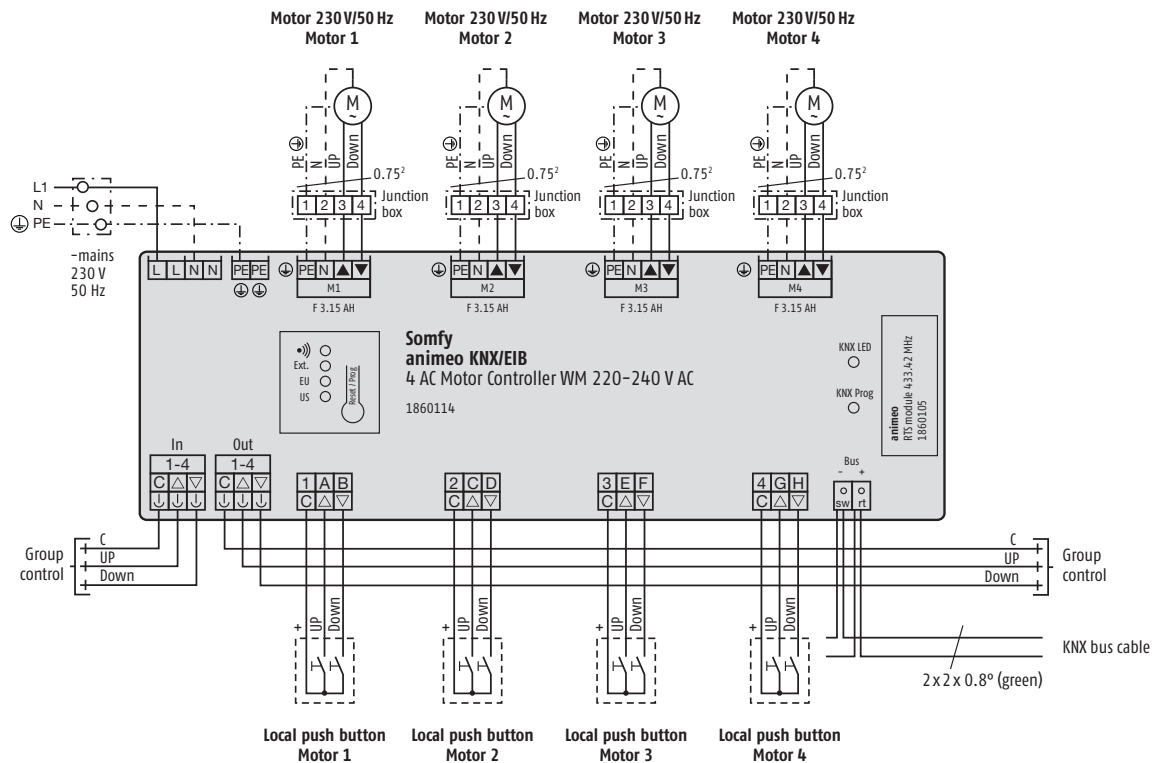 Motor 230 V/50 Hz
Motor 1
Motor 230 V/50 Hz
Motor 2
Motor 230 V/50 Hz
Motor 3
Motor 230 V/50 Hz
Motor 4
M
~
M
~
M
~
M
~
PE N UP Down
PE N UP Down
PE N UP Down
PE N UP Down
0.75²
0.75²
0.75²
0.75²
1 2 3 4
Junction
box
1 2 3 4
Junction
box
1 2 3 4
Junction
box
1 2 3 4
Junction
box
L1
N
PE
~mains
230 V
50 Hz
L L N N PE PE
PE N ▲ ▼
M1
F 3.15 AH
PE N ▲ ▼
M2
F 3.15 AH
PE N ▲ ▼
M3
F 3.15 AH
PE N ▲ ▼
M4
F 3.15 AH
Ext.
EU
US
Reset / Prog
Somfy
animeo KNX/EIB
4 AC Motor Controller WM 220–240 V AC
1860114
KNX LED
KNX Prog
animeo
RTS module 433.42 MHz
1860105
In
1-4
C △ ▽
Out
1-4
C △ ▽
1 A B
C △ ▽
2 C D
C △ ▽
3 E F
C △ ▽
4 G H
C △ ▽
Bus
- +
sw rt
Group
control
C
UP
Down
C
UP
Down
Group
control
+ UP Down
+ UP Down
+ UP Down
+ UP Down
KNX bus cable
2 x 2 x 0.8º (green)
Local push button
Motor 1
Local push button
Motor 2
Local push button
Motor 3
Local push button
Motor 4